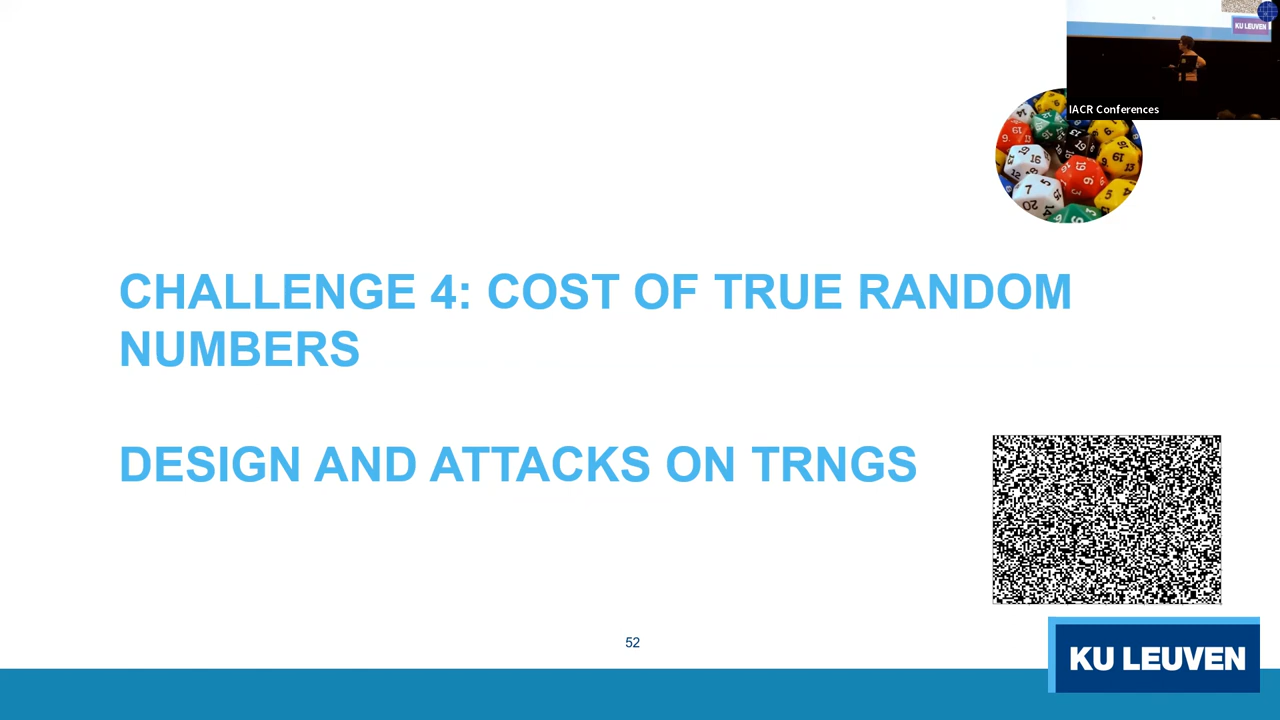 KU LEUVEN
IACR Conferences
CHALLENGE 4: COST OF TRUE RANDOM
NUMBERS
DESIGN AND ATTACKS ON TRNGS
52
KU LEUVEN